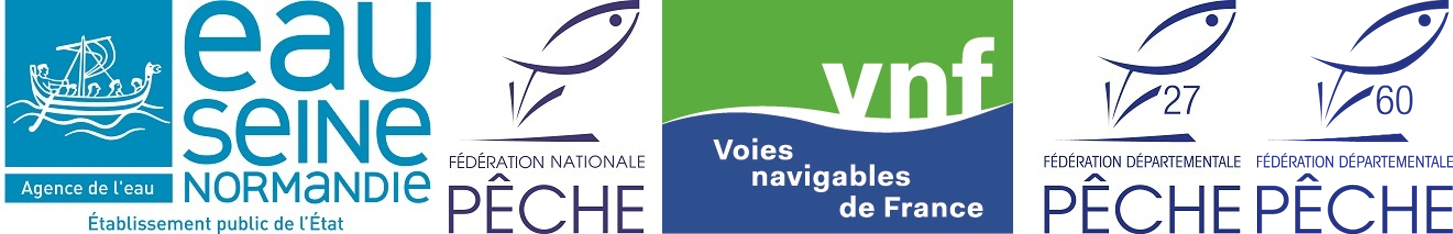 eau
SEINE
NORMANDIE
Agence de l'eau
Établissement public de l'État
FÉDÉRATION NATIONALE
PÊCHE
vnf
Voies
navigables
de France
27
FÉDÉRATION DÉPARTEMENTALE
PÊCHE
60
FÉDÉRATION DÉPARTEMENTALE
PÊCHE